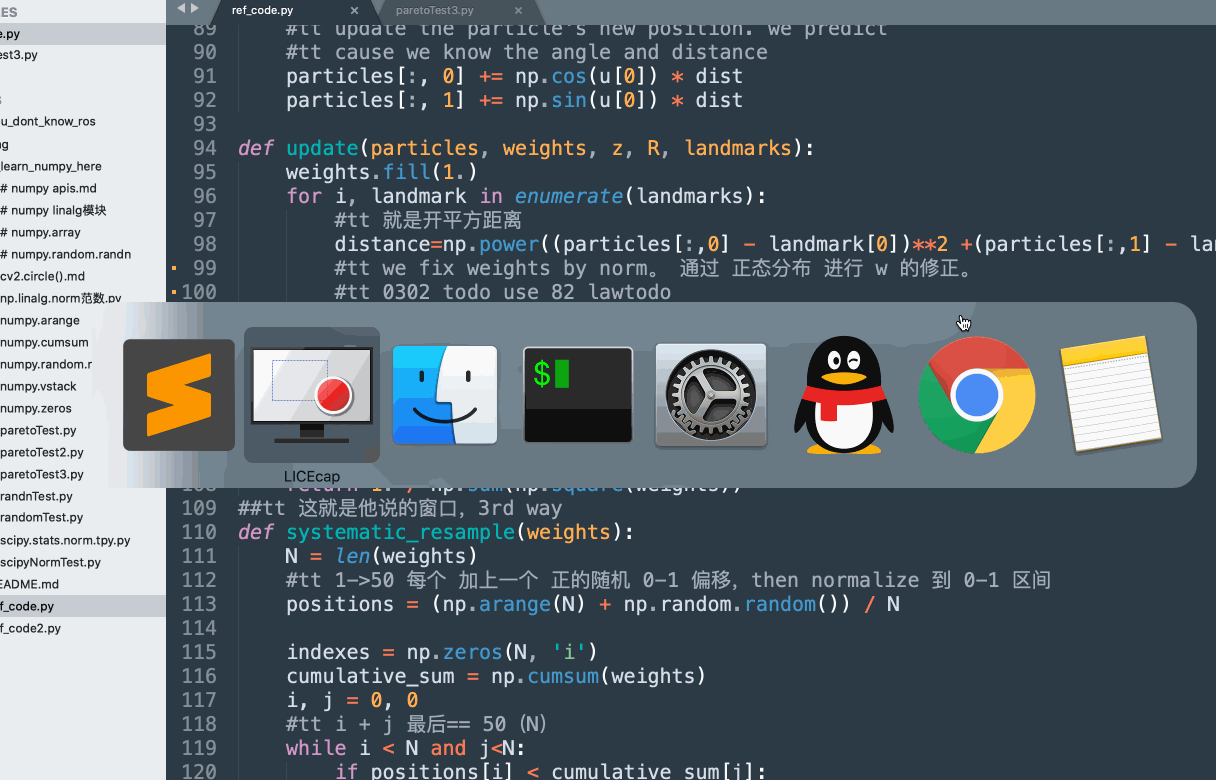 ES
ref_code.py
paretoTest3.py
e.py
est3.py
S
u_dont_know_ros
g
learn_numpy_here
# numpy apis.md
# numpy linalg模块
# numpy.array
# numpy.random.randn
cv2.circle().md
np.linalg.norm范数.py
numpy.arange
numpy.cumsum
numpy.random.r
numpy.vstack
numpy.zeros
paretoTest.py
paretoTest2.py
paretoTest3.py
randnTest.py
randomTest.py
scipy.stats.norm.tpy.py
scipyNormTest.py
EADME.md
f_code.py
f_code2.py
89 #tt update the particle's new position. we predict
90 #tt cause we know the angle and distance
91 particles[:, 0] += np.cos(u[0]) * dist
92 particles[:, 1] += np.sin(u[0]) * dist
93
94 def update(particles, weights, z, R, landmarks):
95 weights.fill(1.)
96 for i, landmark in enumerate(landmarks):
97 #tt 就是开平方距离
98 distance=np.power((particles[:,0] - landmark[0])**2 +(particles[:,1] - la
99 #tt we fix weights by norm。 通过 正态分布 进行 w 的修正。
100 #tt 0302 todo use 82 lawtodo
$
LICEcap
108 return 1. / np.sum(np.square(weights))
109 ##tt 这就是他说的窗口，3rd way
110 def systematic_resample(weights):
111 N = len(weights)
112 #tt 1->50 每个 加上一个 正的随机 0-1 偏移，then normalize 到 0-1 区间
113 positions = (np.arange(N) + np.random.random()) / N
114
115 indexes = np.zeros(N, 'i')
116 cumulative_sum = np.cumsum(weights)
117 i, j = 0, 0
118 #tt i + j 最后== 50（N）
119 while i < N and j<N:
120 if positions[i] < cumulative_sum[j]: